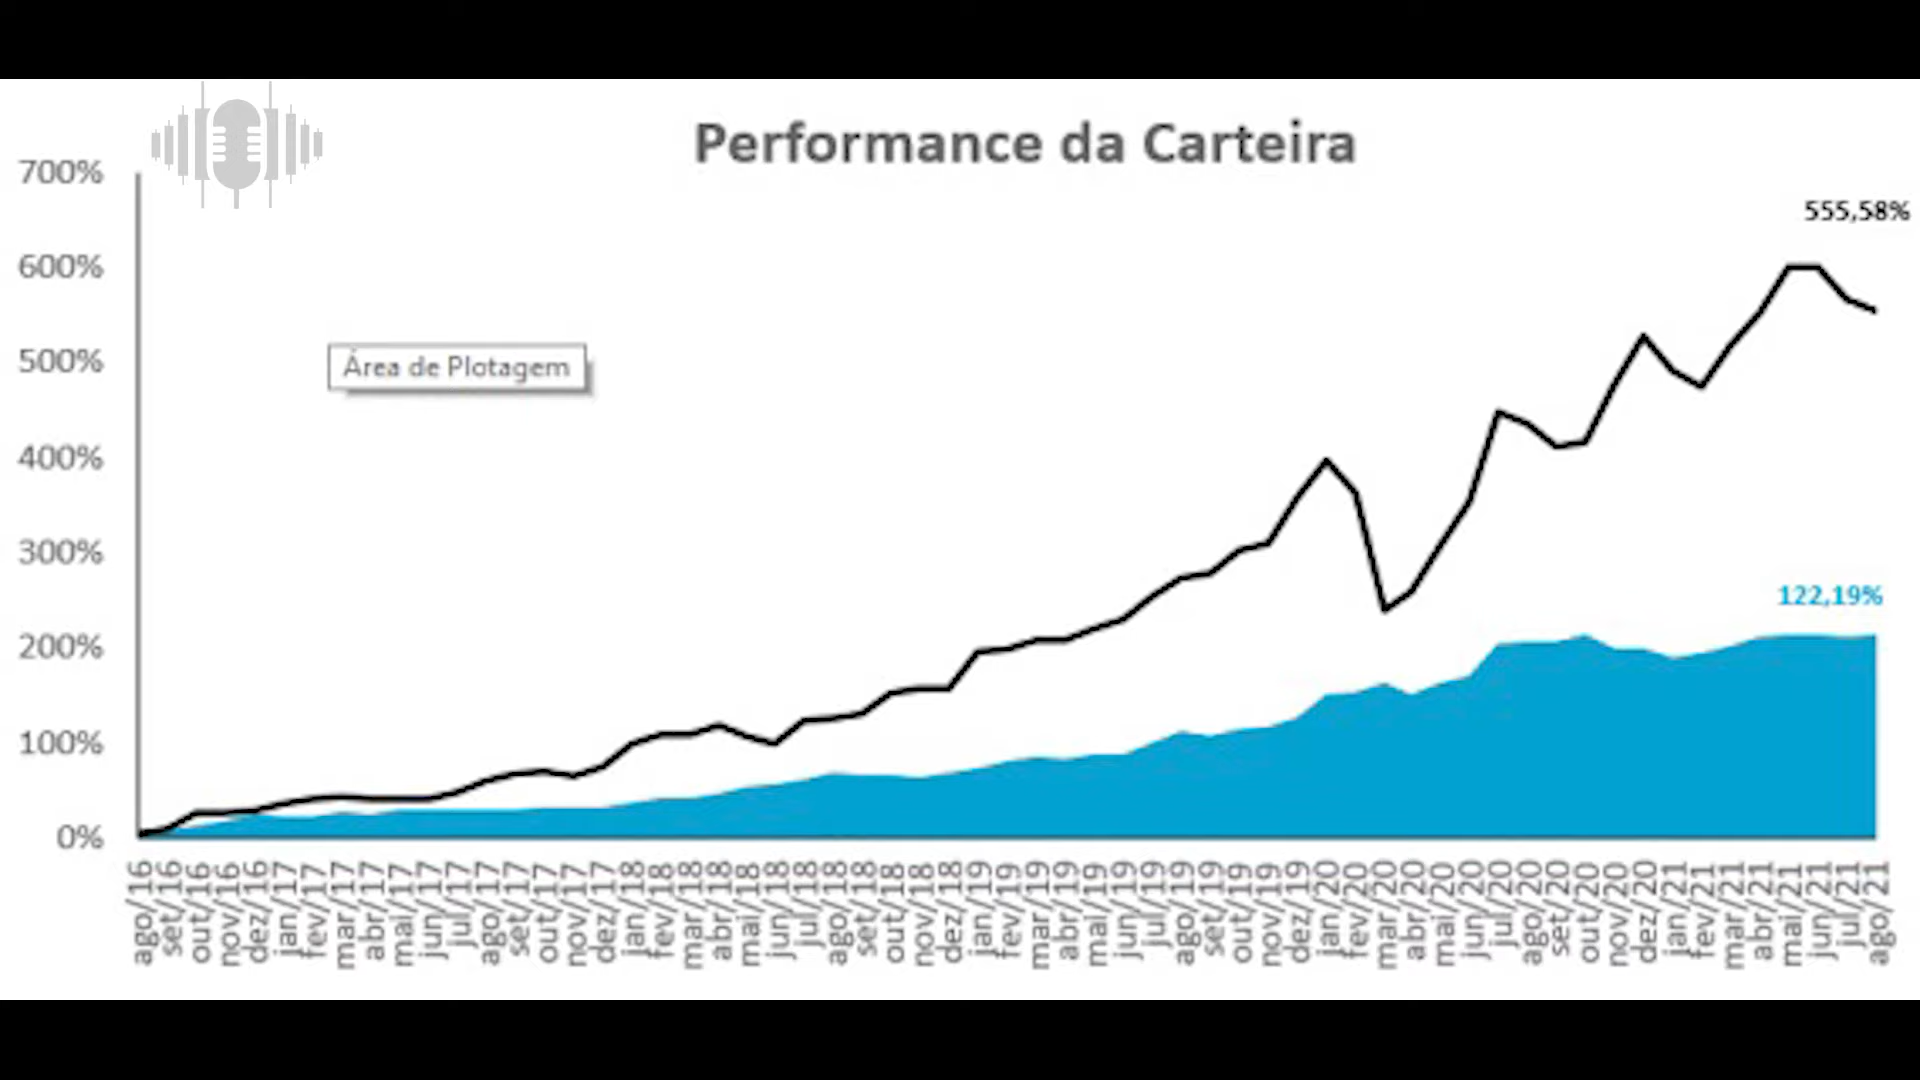 Performance da Carteira
700%
600%
500%
400%
300%
200%
100%
0%
555,58%
Área de Plotagem
122,19%
ago/16
set/16
out/16
nov/16
dez/16
jan/17
fev/17
mar/17
abr/17
mai/17
jun/17
jul/17
ago/17
set/17
out/17
nov/17
dez/17
jan/18
fev/18
mar/18
abr/18
mai/18
jun/18
jul/18
ago/18
set/18
out/18
nov/18
dez/18
jan/19
fev/19
mar/19
abr/19
mai/19
jun/19
jul/19
ago/19
set/19
out/19
nov/19
dez/19
jan/20
fev/20
mar/20
abr/20
mai/20
jun/20
jul/20
ago/20
set/20
out/20
nov/20
dez/20
jan/21
fev/21
mar/21
abr/21
mai/21
jun/21
jul/21
ago/21